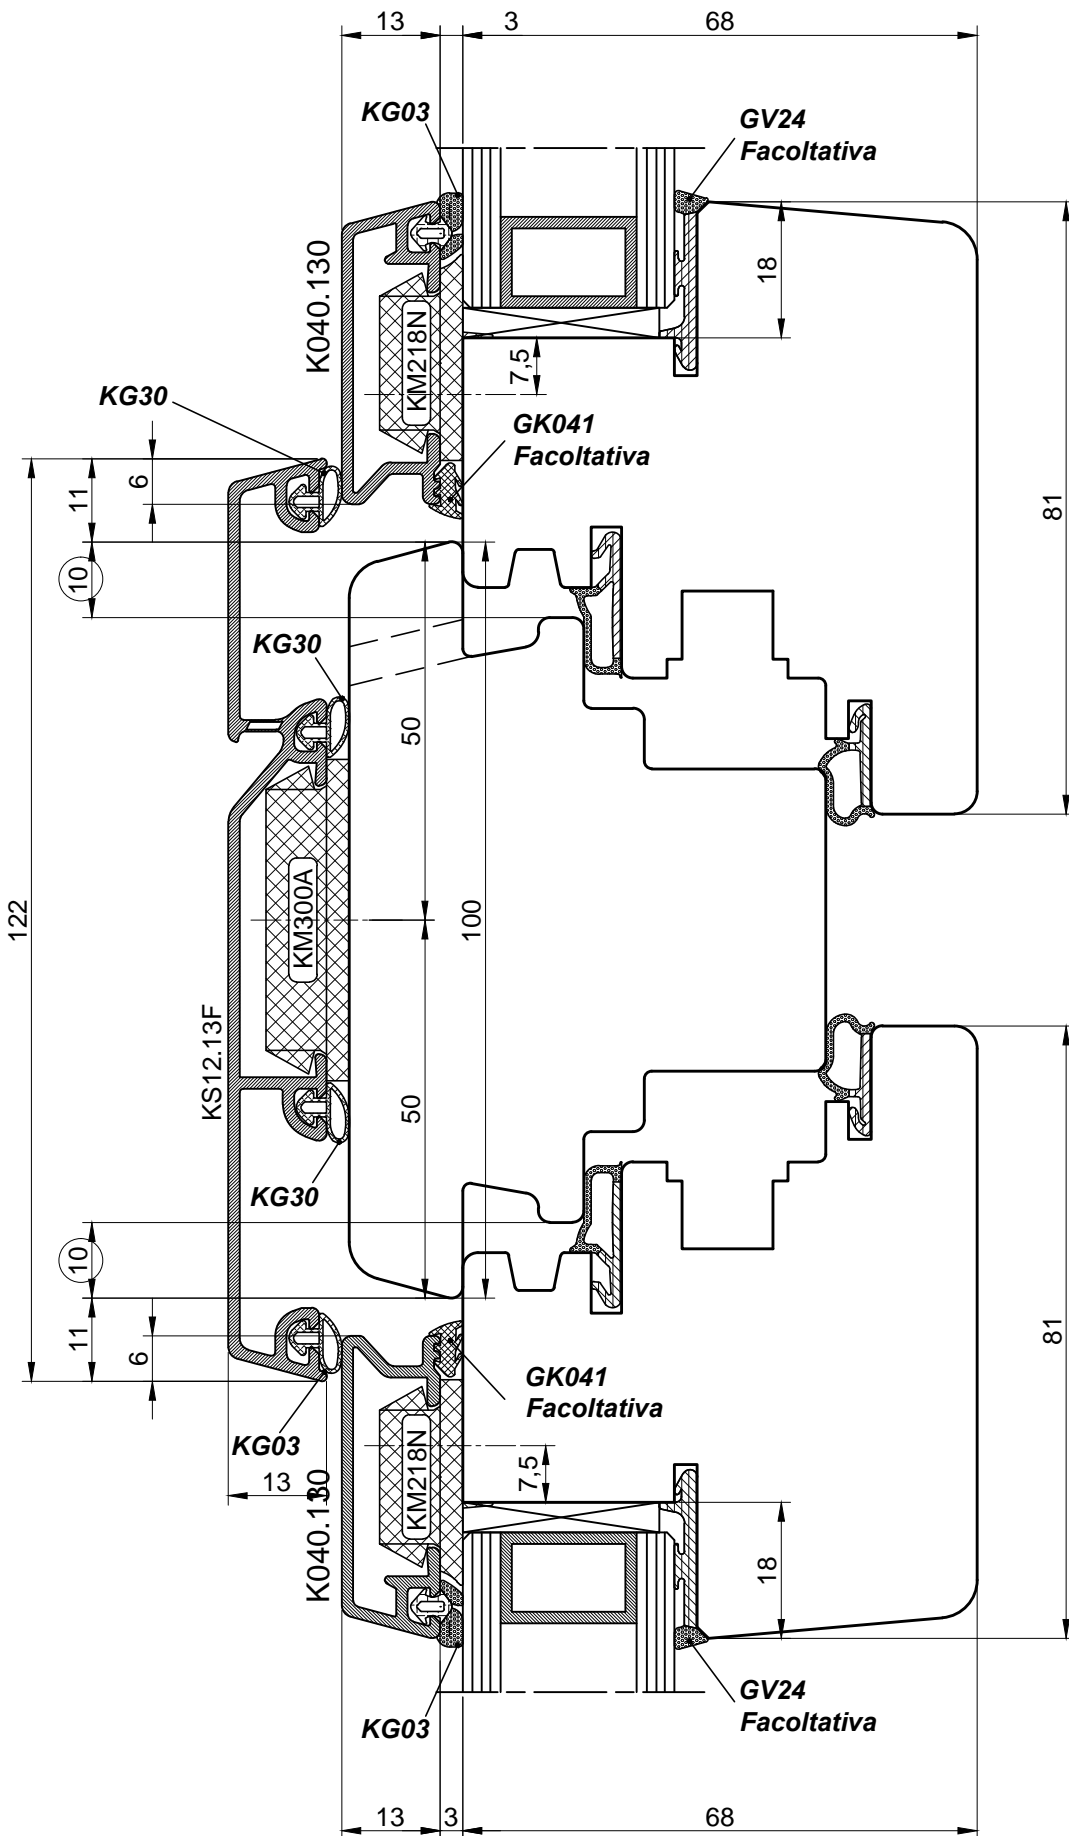 13
3
68
KG03
GV24
Facoltativa
K040.130
18
KM218N
7,5
KG30
GK041
Facoltativa
11
6
81
10
KG30
50
122
100
KM300A
KS12.13F
50
KG30
10
11
6
81
GK041
Facoltativa
KG03
13
K040.130
KM218N
7,5
18
GV24
Facoltativa
KG03
13
3
68